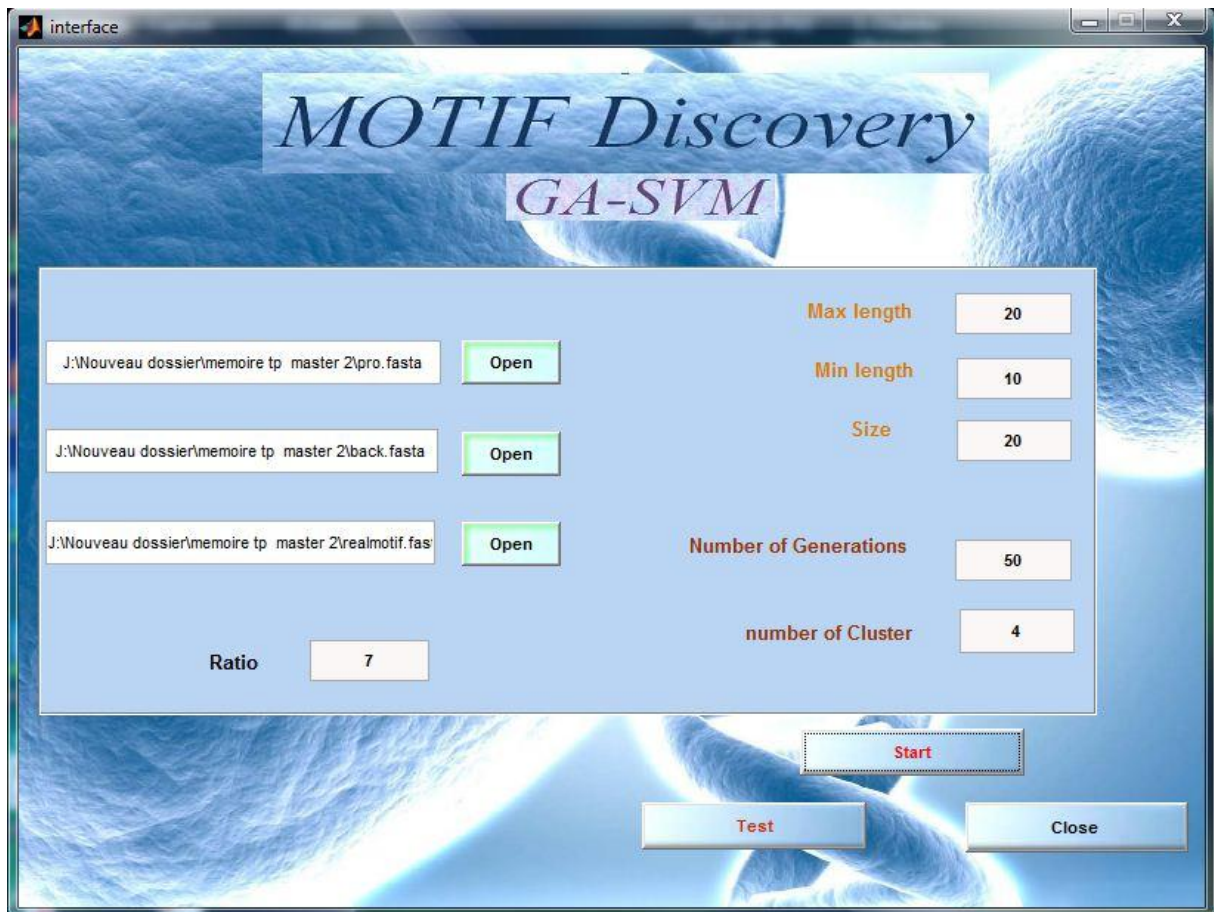 interface
MOTIF Discovery
GA-SVM
Max length 20
J:\Nouveau dossier\memoire tp master 2\pro.fasta Open
Min length 10
Size 20
J:\Nouveau dossier\memoire tp master 2\back.fasta Open
J:\Nouveau dossier\memoire tp master 2\realmotif.fas Open
Number of Generations 50
number of Cluster 4
Ratio 7
Start
Test
Close